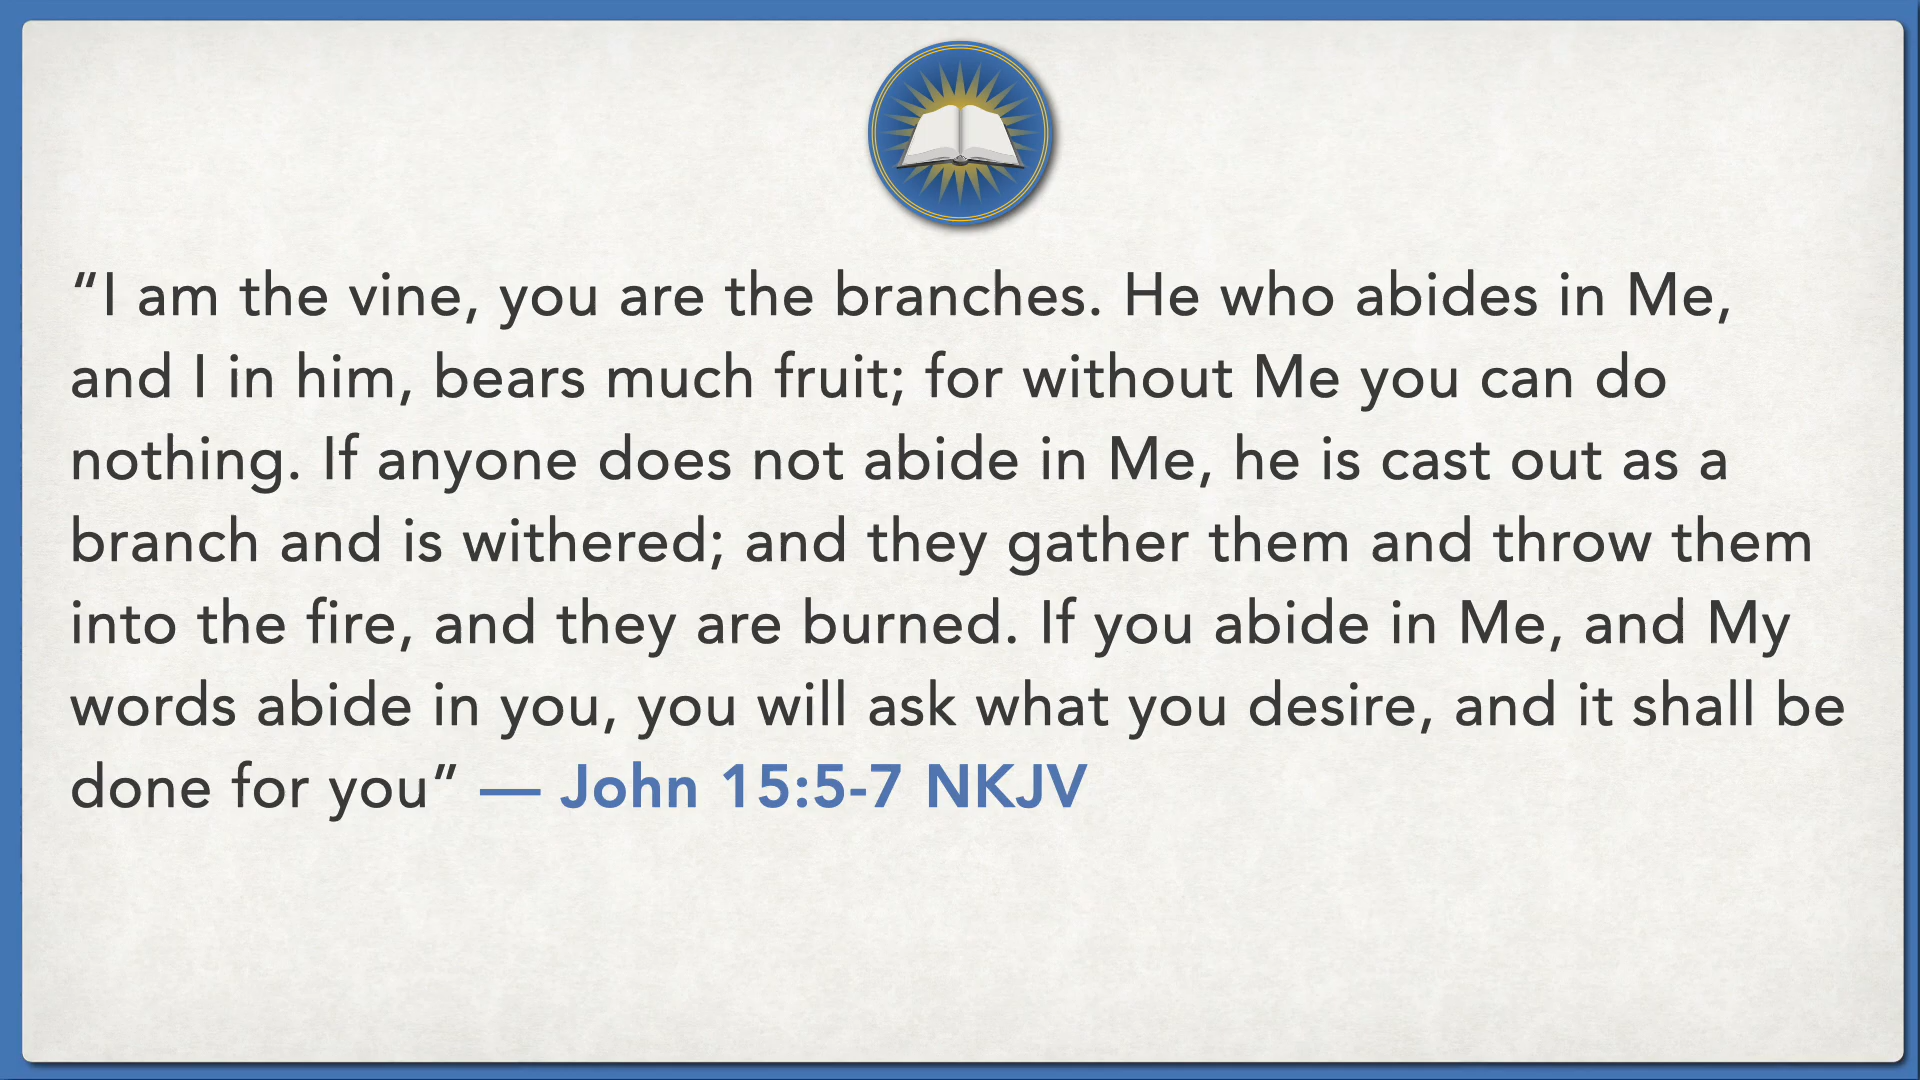 “I am the vine, you are the branches. He who abides in Me,
and I in him, bears much fruit; for without Me you can do
nothing. If anyone does not abide in Me, he is cast out as a
branch and is withered; and they gather them and throw them
into the fire, and they are burned. If you abide in Me, and My
words abide in you, you will ask what you desire, and it shall be
done for you” — John 15:5-7 NKJV